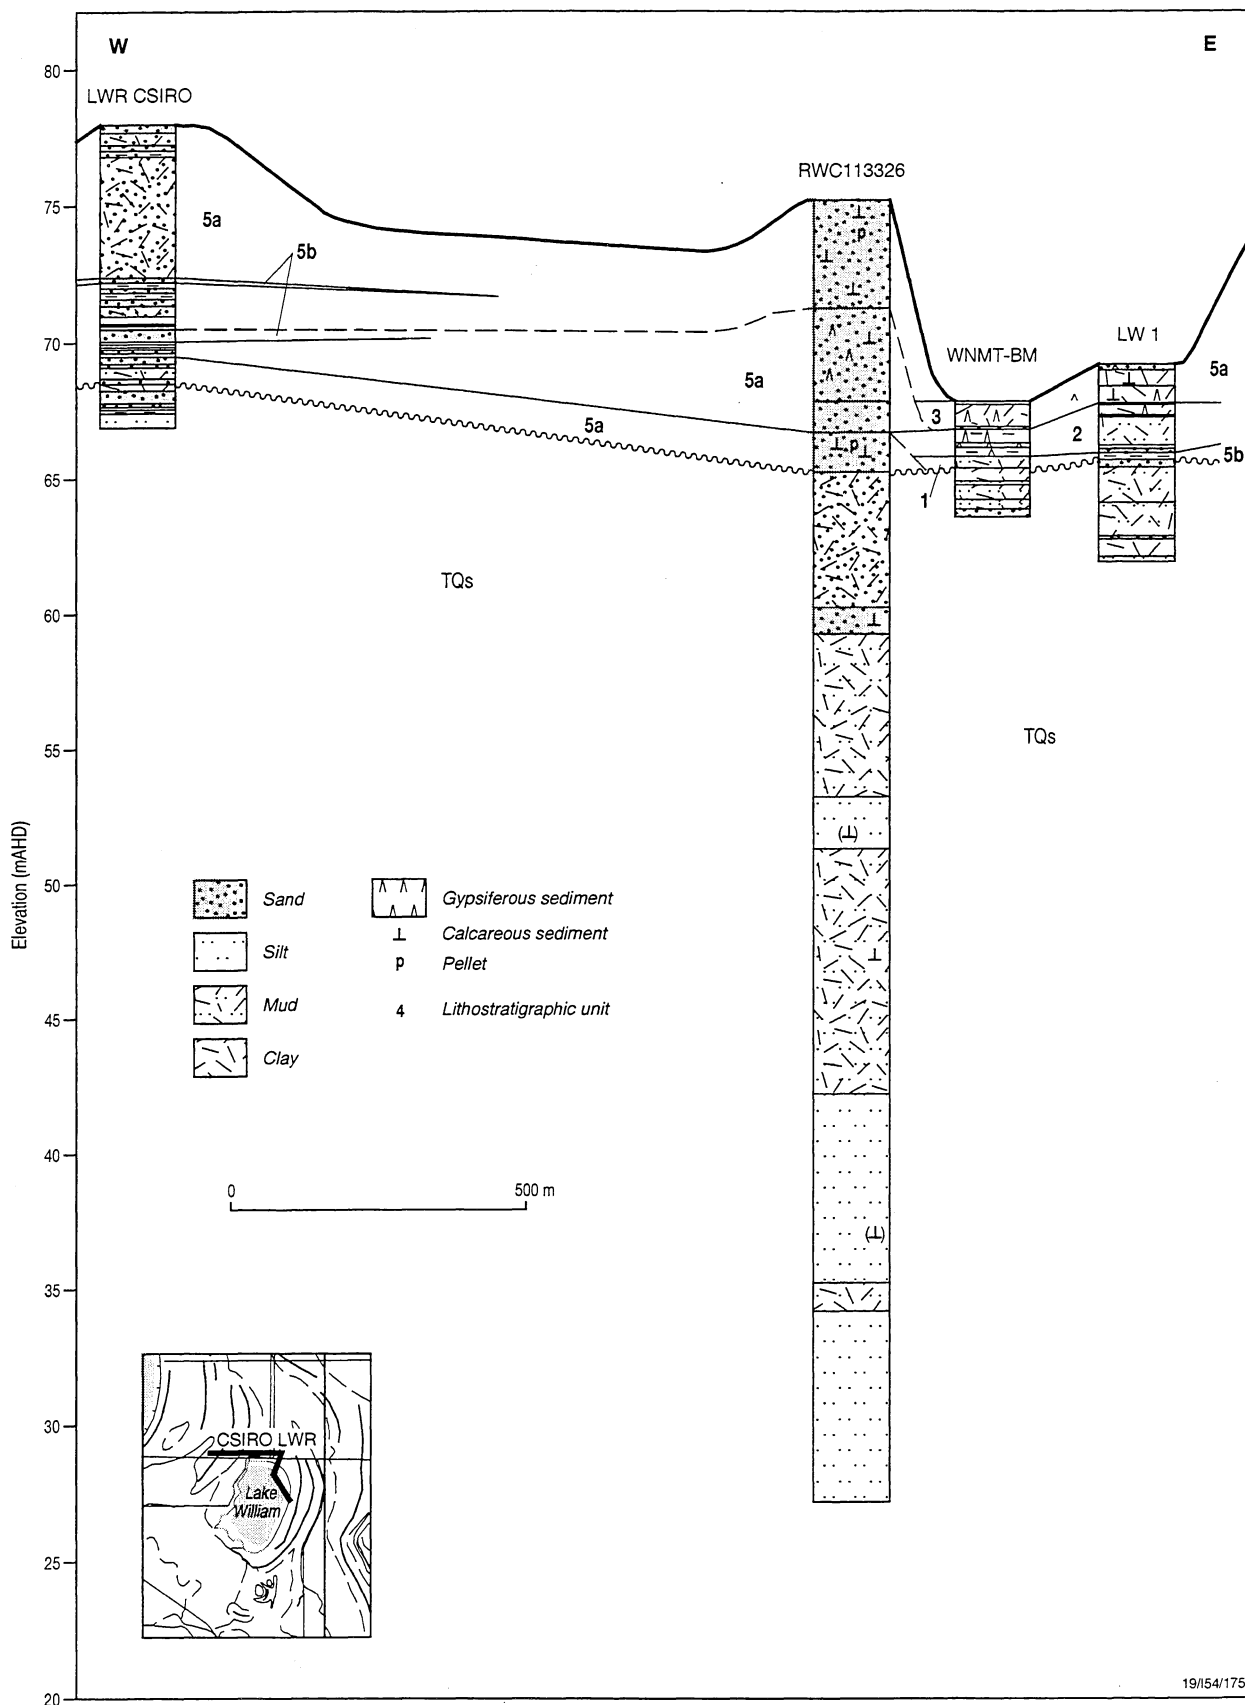 W
E
80
LWR CSIRO
RWC113326
75
5a
5b
70
LW 1
WNMT-BM
5a
5a
3
2
5a
5b
65
1
TQs
60
55
TQs
Elevation (mAHD)
50
Sand
Gypsiferous sediment
Calcareous sediment
Silt
p Pellet
Mud
4 Lithostratigraphic unit
45
Clay
p
p
40
0 500 m
35
30
CSIRO LWR
Lake
William
25
20
19/I54/175